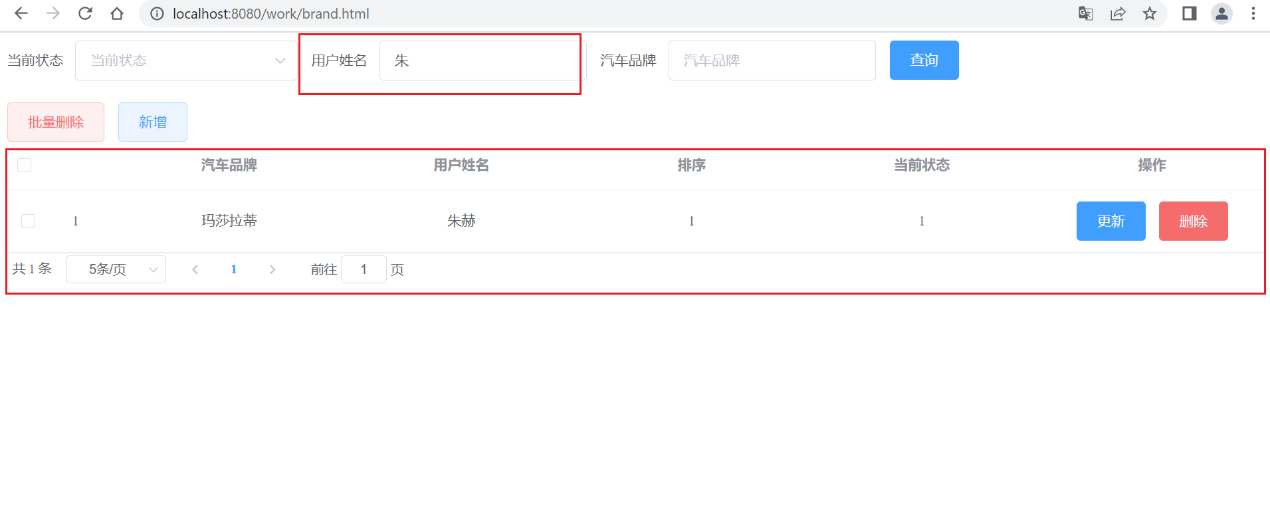 localhost:8080/work/brand.html
当前状态 当前状态 用户姓名 朱 汽车品牌 汽车品牌 查询
批量删除 新增
汽车品牌 用户姓名 排序 当前状态 操作
1 玛莎拉蒂 朱赫 1 1 更新 删除
共 1 条 5条/页 1 前往 1 页